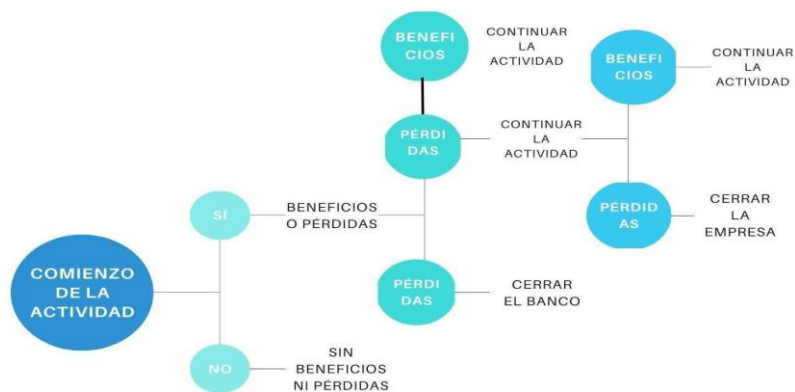 BENEFI
CIOS
CONTINUAR
LA
ACTIVIDAD
BENEFI
CIOS
CONTINUAR
LA
ACTIVIDAD
PÉRDI
DAS
CONTINUAR
LA
ACTIVIDAD
SÍ
BENEFICIOS
O PÉRDIDAS
PÉRDID
AS
CERRAR
LA
EMPRESA
COMIENZO
DE LA
ACTIVIDAD
PÉRDI
DAS
CERRAR
EL BANCO
NO
SIN
BENEFICIOS
NI PÉRDIDAS